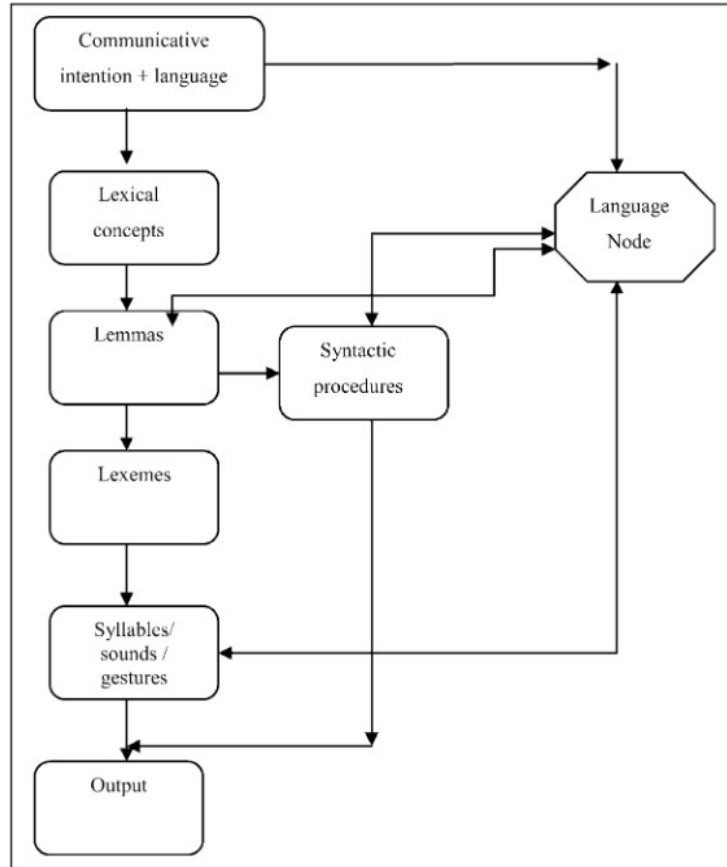 Communicative
intention + language
Lexical
concepts
Language
Node
Lemmas
Syntactic
procedures
Lexemes
Syllables/
sounds /
gestures
Output